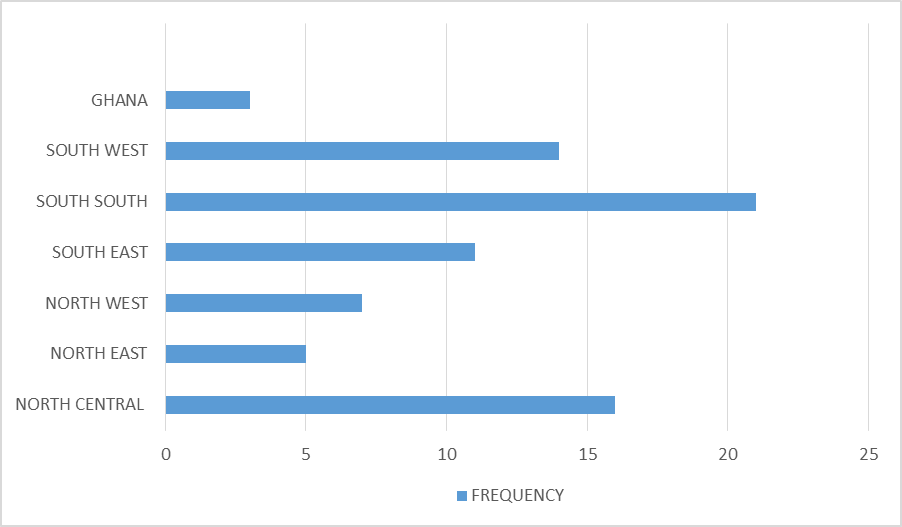 GHANA
SOUTH WEST
SOUTH SOUTH
SOUTH EAST
NORTH WEST
NORTH EAST
NORTH CENTRAL
0 5 10 15 20 25
FREQUENCY